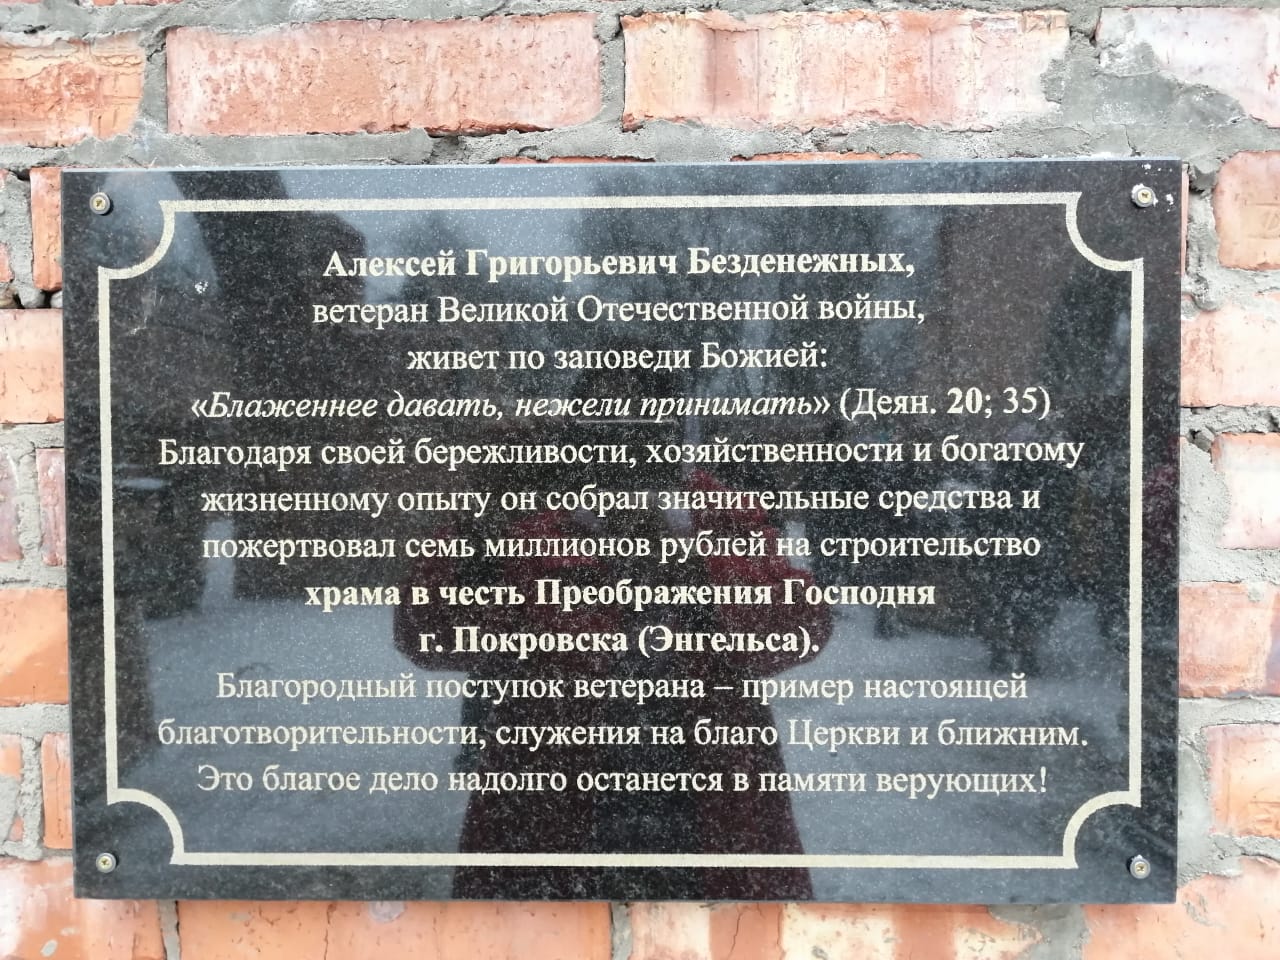 Алексей Григорьевич Безденежных,
ветеран Великой Отечественной войны,
живет по заповеди Божией:
«Блаженнее давать, нежели принимать» (Деян. 20; 35)
Благодаря своей бережливости, хозяйственности и богатому
жизненному опыту он собрал значительные средства и
пожертвовал семь миллионов рублей на строительство
храма в честь Преображения Господня
г. Покровска (Энгельса).
Благородный поступок ветерана – пример настоящей
благотворительности, служения на благо Церкви и ближним.
Это благое дело надолго останется в памяти верующих!